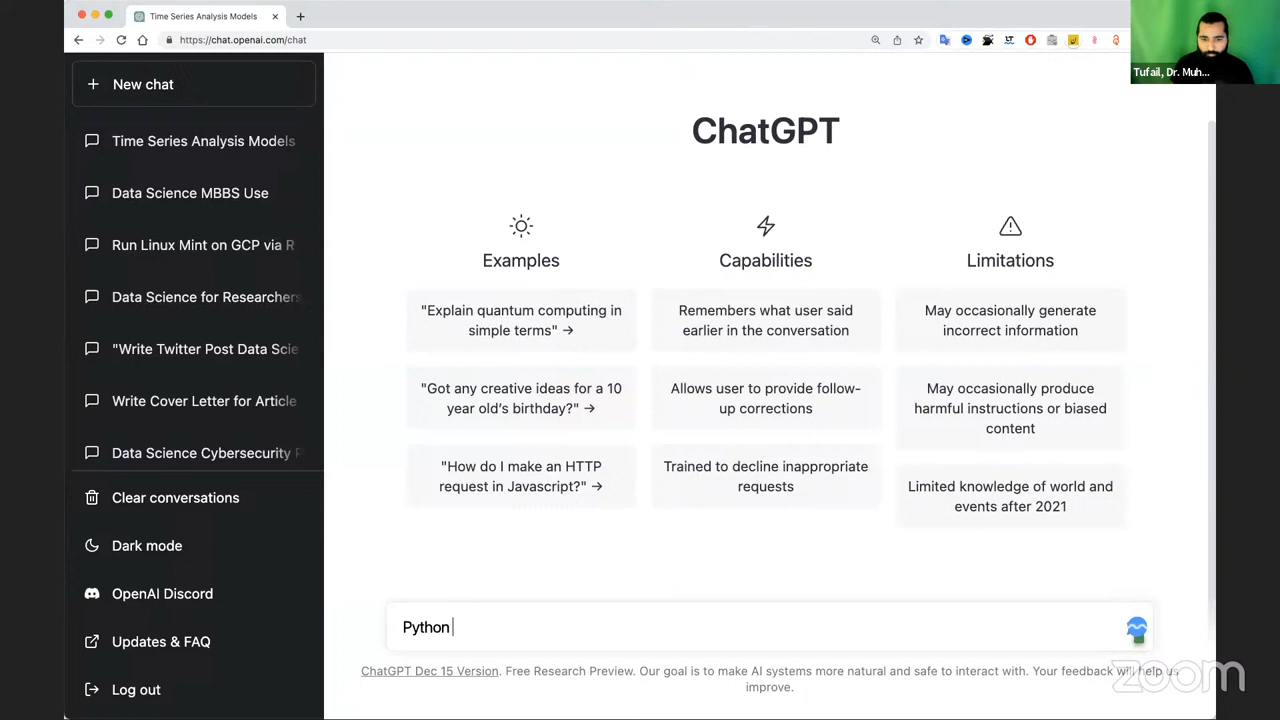 Time Series Analysis Models
https://chat.openai.com/chat
Tufail, Dr. Muh...
New chat
Time Series Analysis Models
Data Science MBBS Use
Run Linux Mint on GCP via R
Data Science for Researchers
"Write Twitter Post Data Scie
Write Cover Letter for Article
Data Science Cybersecurity P
Clear conversations
Dark mode
OpenAI Discord
Updates & FAQ
Log out
ChatGPT
Examples
"Explain quantum computing in
simple terms" →
"Got any creative ideas for a 10
year old's birthday?" →
"How do I make an HTTP
request in Javascript?" →
Capabilities
Remembers what user said
earlier in the conversation
Allows user to provide follow-
up corrections
Trained to decline inappropriate
requests
Limitations
May occasionally generate
incorrect information
May occasionally produce
harmful instructions or biased
content
Limited knowledge of world and
events after 2021
Python
ChatGPT Dec 15 Version. Free Research Preview. Our goal is to make AI systems more natural and safe to interact with. Your feedback will help us
improve.
zoom